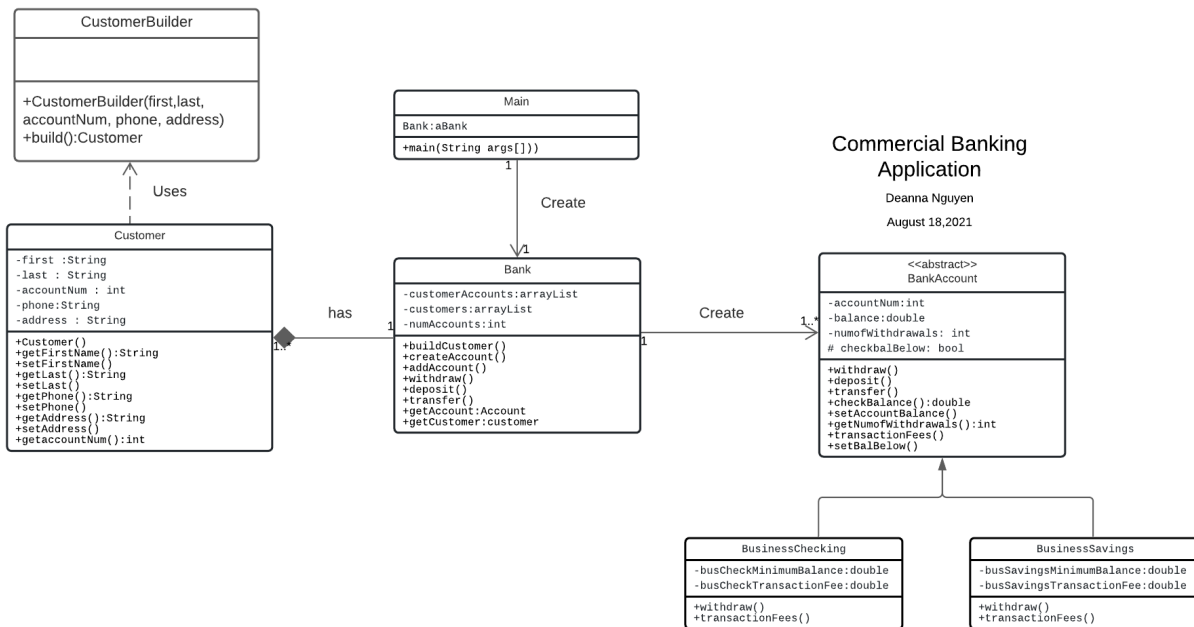 CustomerBuilder
+CustomerBuilder(first,last,
accountNum, phone, address)
+build():Customer
Uses
Customer
-first :String
-last : String
-accountNum : int
-phone:String
-address : String
+Customer()
+getFirstName():String
+setFirstName()
+getLast():String
+setLast()
+getPhone():String
+setPhone()
+getAddress():String
+setAddress()
+getaccountNum():int
1..*
has
1
Main
Bank:aBank
+main(String args[]))
1
Create
1
Bank
-customerAccounts:arrayList
-customers:arrayList
-numAccounts:int
+buildCustomer()
+createAccount()
+addAccount()
+withdraw()
+deposit()
+transfer()
+getAccount:Account
+getCustomer:customer
1
Create
1..*
Commercial Banking
Application
Deanna Nguyen
August 18,2021
<<abstract>>
BankAccount
-accountNum:int
-balance:double
-numofWithdrawals: int
# checkbalBelow: bool
+withdraw()
+deposit()
+transfer()
+checkBalance():double
+setAccountBalance()
+getNumofWithdrawals():int
+transactionFees()
+setBalBelow()
BusinessChecking
-busCheckMinimumBalance:double
-busCheckTransactionFee:double
+withdraw()
+transactionFees()
BusinessSavings
-busSavingsMinimumBalance:double
-busSavingsTransactionFee:double
+withdraw()
+transactionFees()